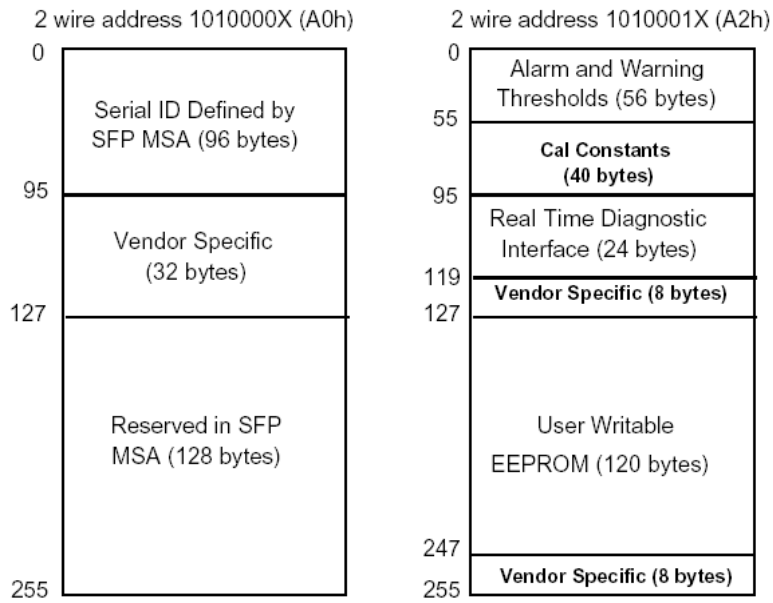 2 wire address 1010000X (A0h)
0
Serial ID Defined by
SFP MSA (96 bytes)
95
Vendor Specific
(32 bytes)
127
Reserved in SFP
MSA (128 bytes)
255
2 wire address 1010001X (A2h)
0
Alarm and Warning
Thresholds (56 bytes)
55
Cal Constants
(40 bytes)
95
Real Time Diagnostic
Interface (24 bytes)
119
Vendor Specific (8 bytes)
127
User Writable
EEPROM (120 bytes)
247
Vendor Specific (8 bytes)
255